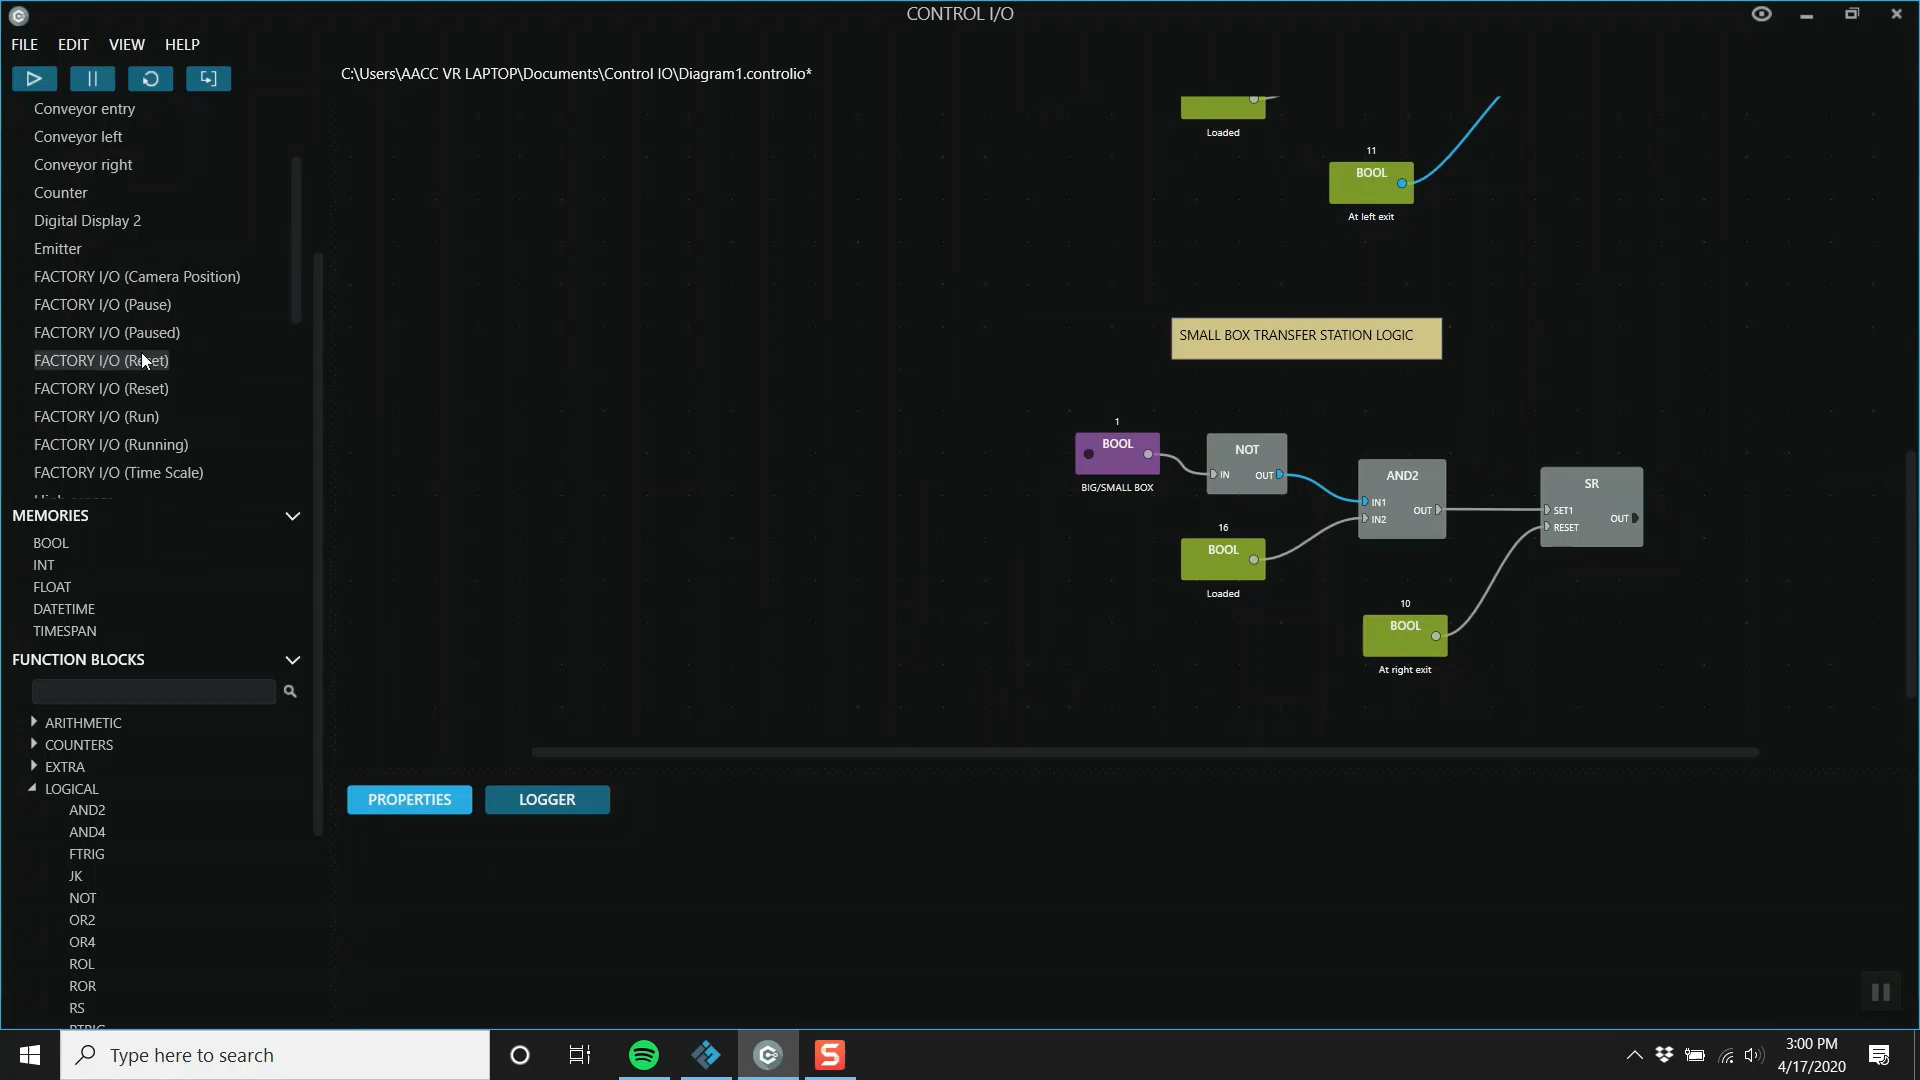 CONTROL I/O
FILE EDIT VIEW HELP
C:\Users\AACC VR LAPTOP\Documents\Control IO\Diagram1.controlio*
Conveyor entry
Conveyor left
Conveyor right
Counter
Digital Display 2
Emitter
FACTORY I/O (Camera Position)
FACTORY I/O (Pause)
FACTORY I/O (Paused)
FACTORY I/O (Reset)
FACTORY I/O (Reset)
FACTORY I/O (Run)
FACTORY I/O (Running)
FACTORY I/O (Time Scale)
MEMORIES
BOOL
INT
FLOAT
DATETIME
TIMESPAN
FUNCTION BLOCKS
ARITHMETIC
COUNTERS
EXTRA
LOGICAL
AND2
AND4
FTRIG
JK
NOT
OR2
OR4
ROL
ROR
RS
Loaded
11
BOOL
At left exit
SMALL BOX TRANSFER STATION LOGIC
1
BOOL
BIG/SMALL BOX
NOT
IN OUT
16
BOOL
Loaded
AND2
IN1
IN2
OUT
10
BOOL
At right exit
SR
SET1
RESET
OUT
PROPERTIES LOGGER
Type here to search
3:00 PM
4/17/2020